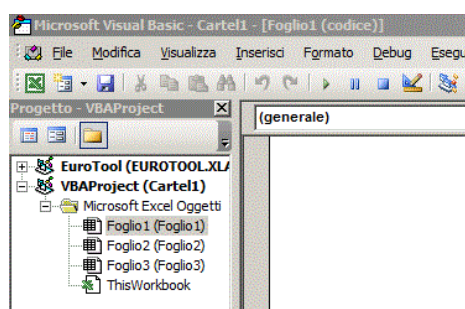 Microsoft Visual Basic - Cartel1 - [Foglio1 (codice)]
File Modifica Visualizza Inserisci Formato Debug Esegu
Progetto - VBAProject
(generale)
EuroTool (EUROTOOL.XLA
VBAProject (Cartel1)
Microsoft Excel Oggetti
Foglio1 (Foglio1)
Foglio2 (Foglio2)
Foglio3 (Foglio3)
ThisWorkbook